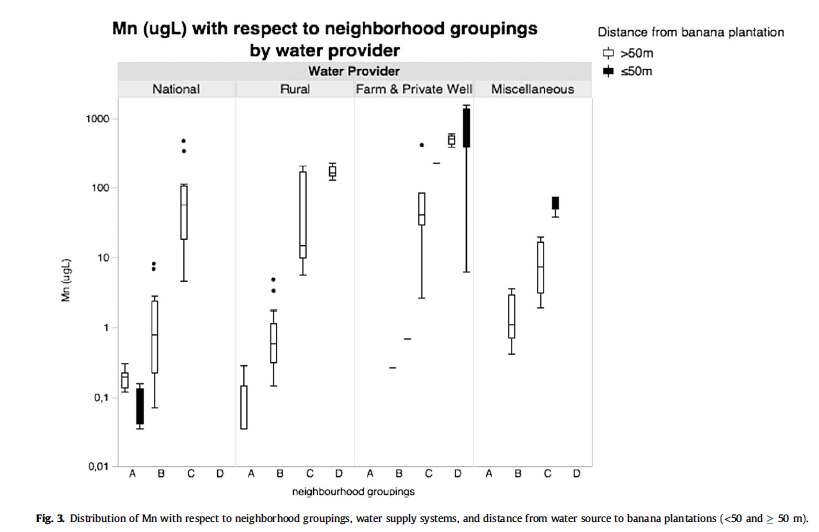 Mn (ugL) with respect to neighborhood groupings
by water provider
Distance from banana plantation
>50m
≤50m
Water Provider
National Rural Farm & Private Well Miscellaneous
1000
100
10
1
0,1
0,01
Mn (ugL)
A B C D A B C D A B C D A B C D
neighbourhood groupings
Fig. 3. Distribution of Mn with respect to neighborhood groupings, water supply systems, and distance from water source to banana plantations (<50 and ≥ 50 m).